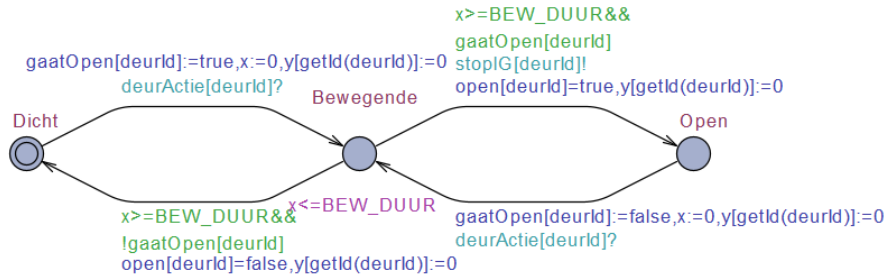 x>=BEW_DUUR&&
gaatOpen[deurId]
gaatOpen[deurId]:=true,x:=0,y[getId(deurId)]:=0
stopIG[deurId]!
deurActie[deurId]?
open[deurId]=true,y[getId(deurId)]:=0
Bewegende
Dicht
Open
x>=BEW_DUUR&&
x<=BEW_DUUR
gaatOpen[deurId]:=false,x:=0,y[getId(deurId)]:=0
!gaatOpen[deurId]
deurActie[deurId]?
open[deurId]=false,y[getId(deurId)]:=0